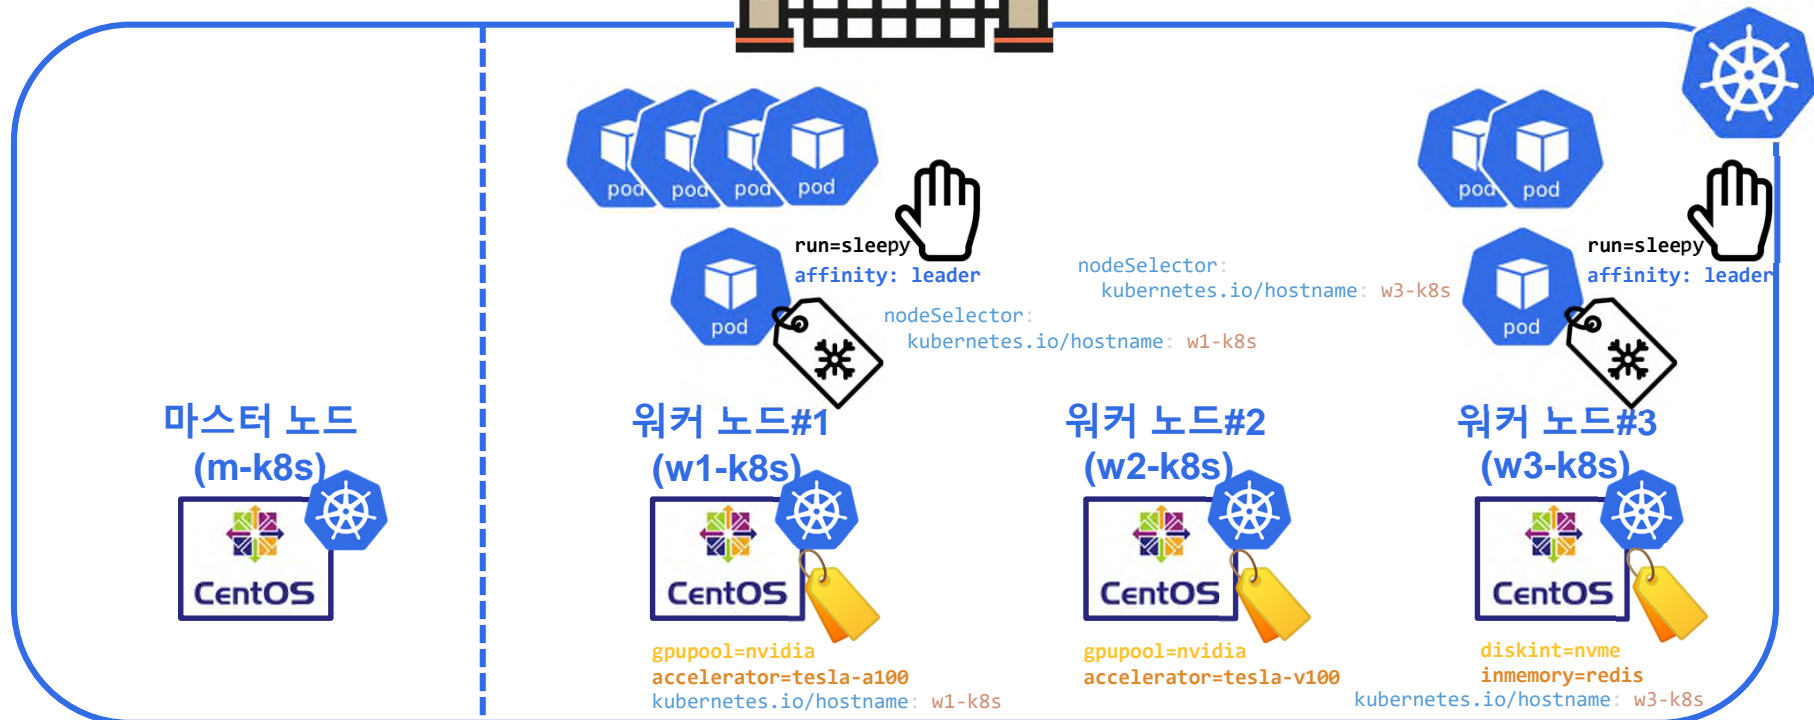 pod
pod
pod
pod
pod
pod
run=sleepy
affinity: leader
pod
nodeSelector:
kubernetes.io/hostname: w1-k8s
nodeSelector:
kubernetes.io/hostname: w3-k8s
run=sleepy
affinity: leader
pod
마스터 노드
(m-k8s)
CentOS
워커 노드#1
(w1-k8s)
CentOS
gpupool=nvidia
accelerator=tesla-a100
kubernetes.io/hostname: w1-k8s
워커 노드#2
(w2-k8s)
CentOS
gpupool=nvidia
accelerator=tesla-v100
워커 노드#3
(w3-k8s)
CentOS
diskint=nvme
inmemory=redis
kubernetes.io/hostname: w3-k8s